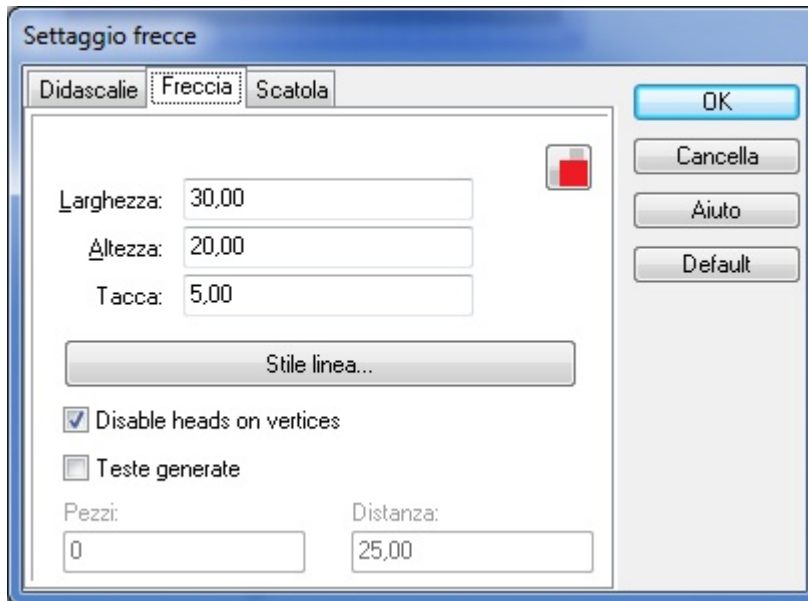 Settaggio frecce
Didascalie Freccia Scatola
OK
Cancella
Aiuto
Default
Larghezza: 30,00
Altezza: 20,00
Tacca: 5,00
Stile linea...
Disable heads on vertices
Teste generate
Pezzi: Distanza:
0 25,00